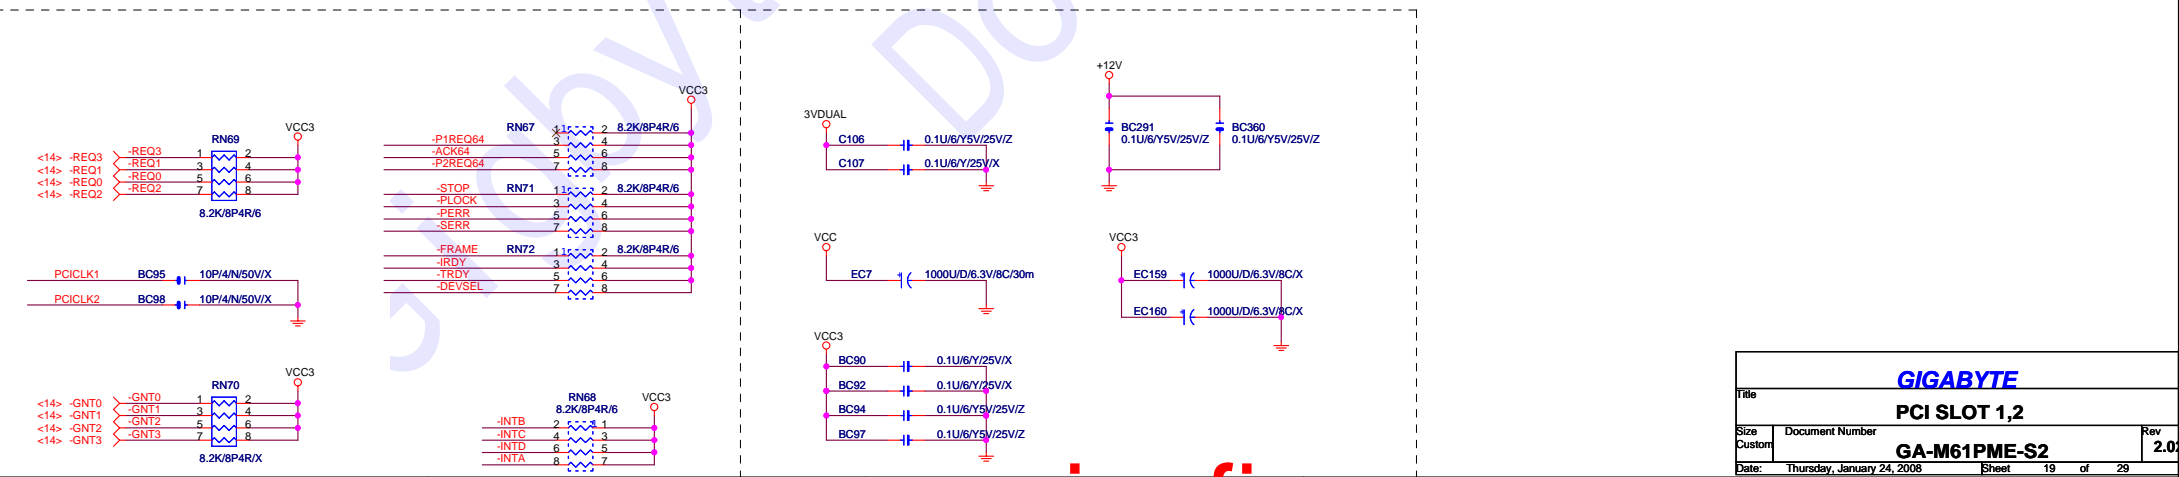 RN69
VCC3
<14> -REQ3 -REQ3 1 2
<14> -REQ1 -REQ1 3 4
<14> -REQ0 -REQ0 5 6
<14> -REQ2 -REQ2 7 8
8.2K/8P4R/6
PCICLK1 BC95 10P/4/N/50V/X
PCICLK2 BC98 10P/4/N/50V/X
RN70
VCC3
<14> -GNT0 -GNT0 1 2
<14> -GNT1 -GNT1 3 4
<14> -GNT2 -GNT2 5 6
<14> -GNT3 -GNT3 7 8
8.2K/8P4R/X
VCC3
RN67 1 1 2 8.2K/8P4R/6
-P1REQ64 3 4
-ACK64 5 6
-P2REQ64 7 8
-STOP RN71 1 1 2 8.2K/8P4R/6
-PLOCK 3 4
-PERR 5 6
-SERR 7 8
-FRAME RN72 1 1 2 8.2K/8P4R/6
-IRDY 3 4
-TRDY 5 6
-DEVSEL 7 8
RN68
8.2K/8P4R/6
VCC3
-INTB 2 1 1
-INTC 4 3
-INTD 6 5
-INTA 8 7
3VDUAL
C106 0.1U/6/Y5V/25V/Z
C107 0.1U/6/Y/25V/X
+12V
BC291
0.1U/6/Y5V/25V/Z
BC360
0.1U/6/Y5V/25V/Z
VCC
EC7 1000U/D/6.3V/8C/30m
VCC3
EC159 1000U/D/6.3V/8C/X
EC160 1000U/D/6.3V/8C/X
VCC3
BC90 0.1U/6/Y/25V/X
BC92 0.1U/6/Y/25V/X
BC94 0.1U/6/Y5V/25V/Z
BC97 0.1U/6/Y5V/25V/Z
GIGABYTE
Title
PCI SLOT 1,2
Size
Custom
Document Number
GA-M61PME-S2
Rev
Date: Thursday, January 24, 2008 Sheet 19 of 29